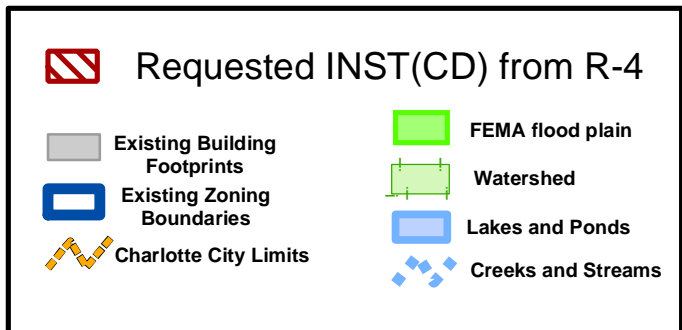 Requested INST(CD) from R-4
Existing Building
Footprints
Existing Zoning
Boundaries
Charlotte City Limits
FEMA flood plain
Watershed
Lakes and Ponds
Creeks and Streams